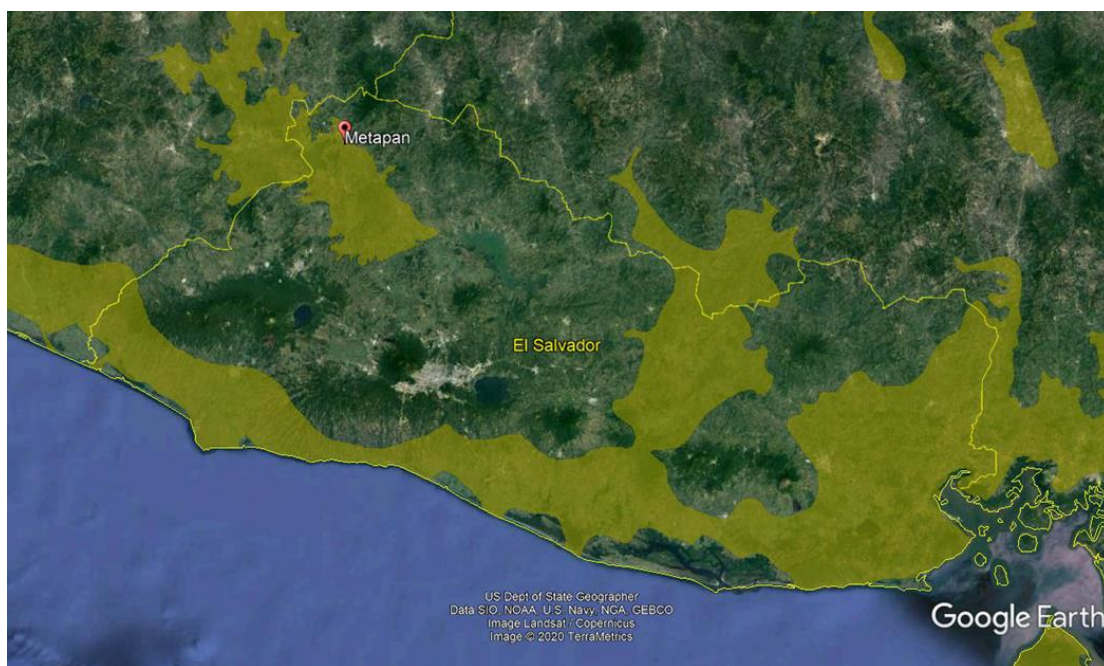 Metapan
El Salvador
US Dept of State Geographer
Data SIO, NOAA, U.S. Navy, NGA, GEBCO
Image Landsat / Copernicus
Image © 2020 TerraMetrics
Google Earth